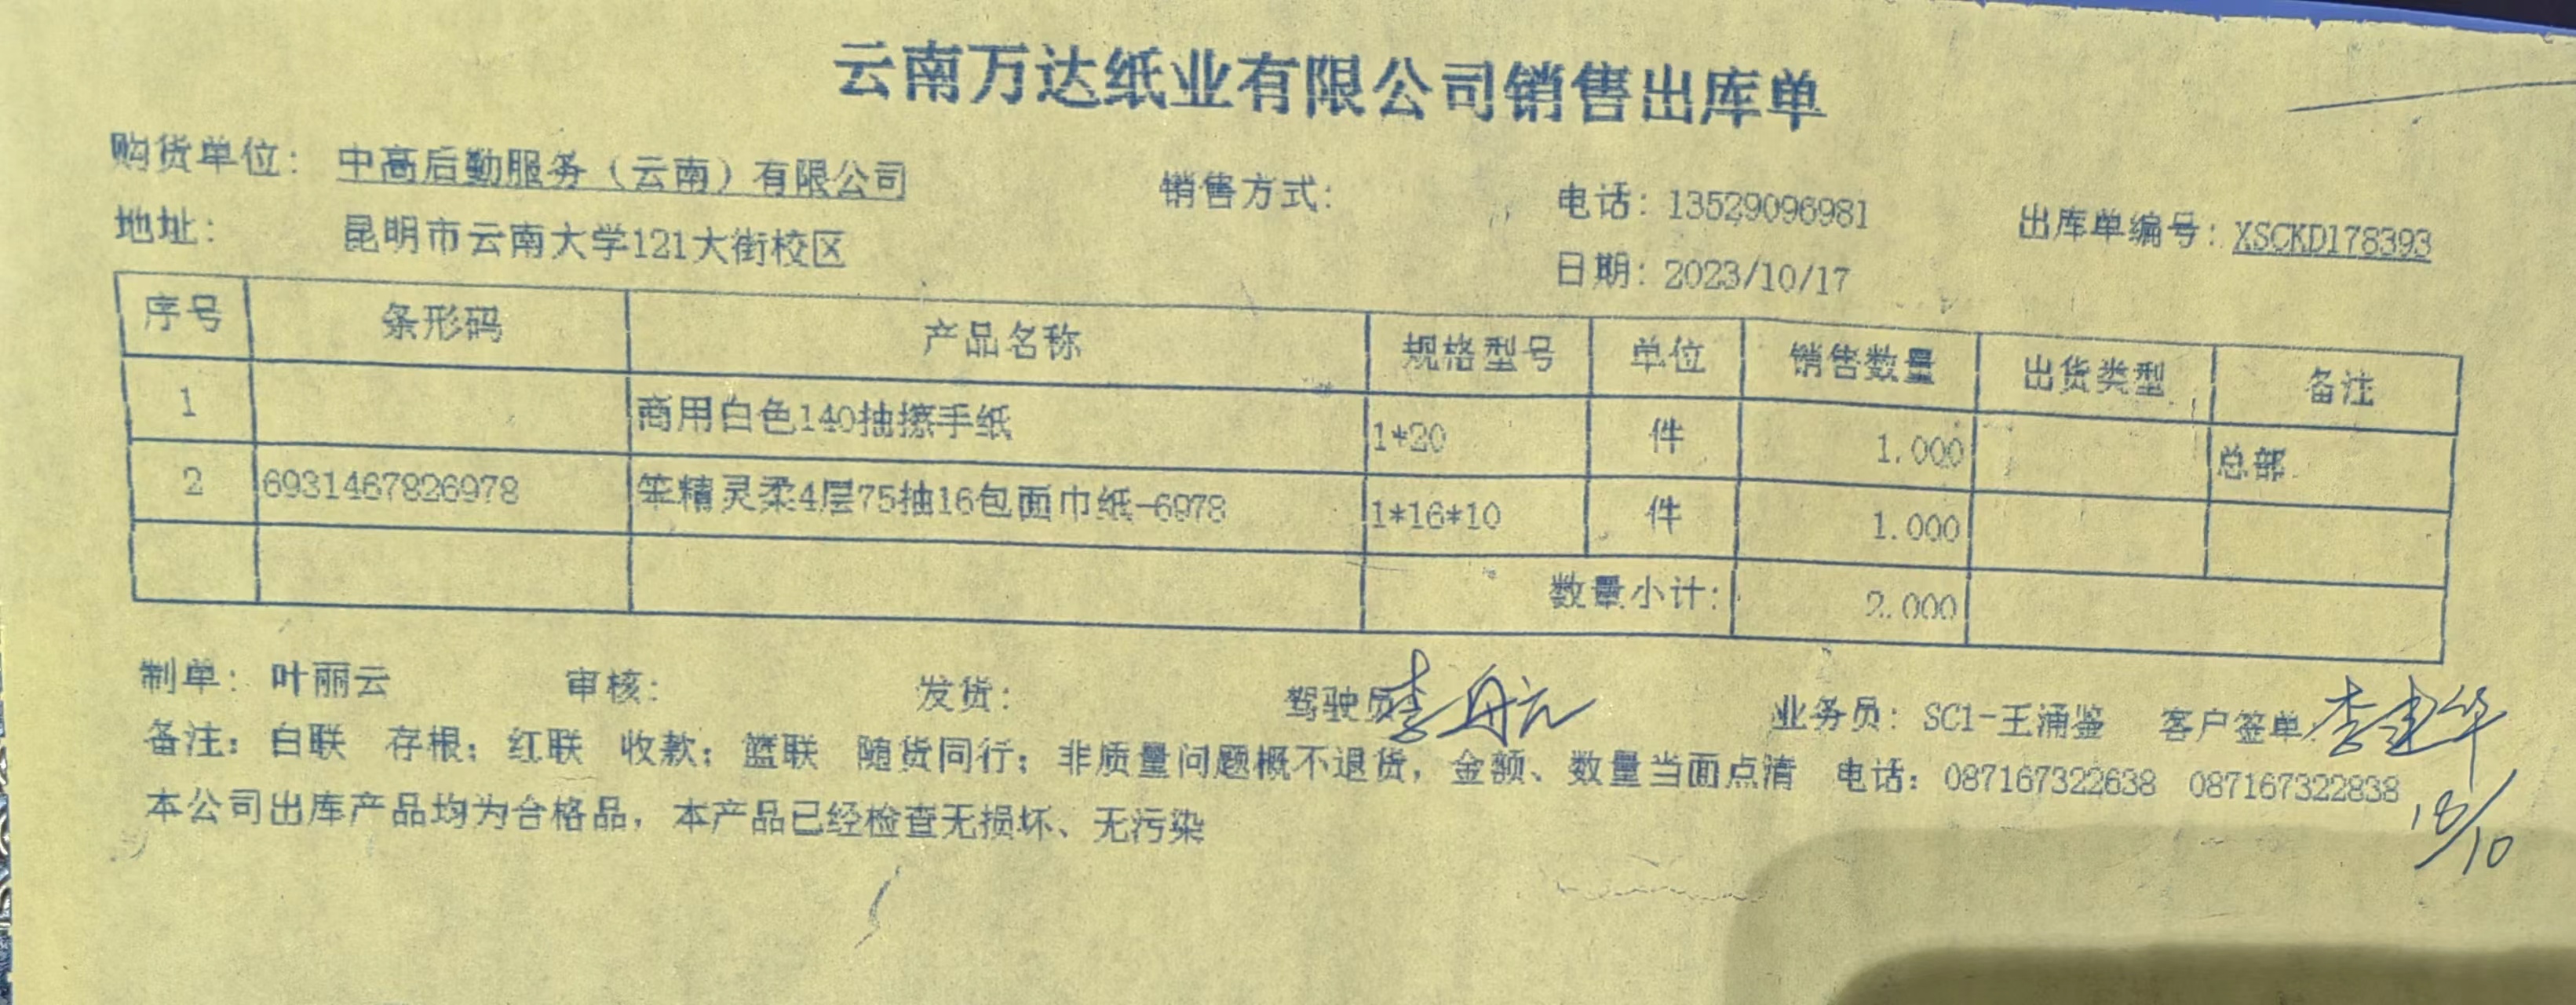 云南万达纸业有限公司销售出库单
购货单位： 中高后勤服务（云南）有限公司 销售方式： 电话：13529096981 出库单编号：XSCKD178393
地址： 昆明市云南大学121大街校区 日期：2023/10/17
序号 条形码 产品名称 规格型号 单位 销售数量 出货类型 备注
1 商用白色140抽擦手纸 1*20 件 1.000 总部
2 6931467826978 笨精灵柔4层75抽16包面巾纸-6978 1*16*10 件 1.000
数量小计： 2.000
制单： 叶丽云 审核： 发货： 驾驶员 李舟元 业务员：SC1-王涌鉴 客户签单：李建华
备注：白联 存根；红联 收款；篮联 随货同行；非质量问题概不退货，金额、数量当面点清 电话：087167322638 087167322838
18/10
本公司出库产品均为合格品，本产品已经检查无损坏、无污染